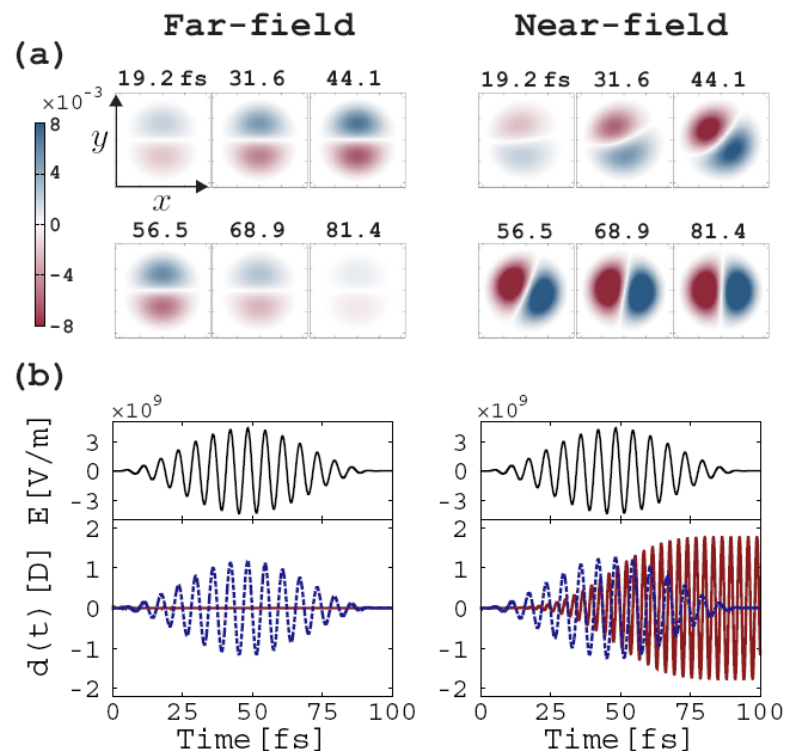 Far-field Near-field
(a)
19.2 fs 31.6 44.1 19.2 fs 31.6 44.1
×10⁻³
8
4
0
-4
-8
y
x
56.5 68.9 81.4 56.5 68.9 81.4
(b)
×10⁹ ×10⁹
E [V/m]
3
0
-3
3
0
-3
d(t) [D]
2
1
0
-1
-2
2
1
0
-1
-2
0 25 50 75 100 0 25 50 75 100
Time [fs] Time [fs]